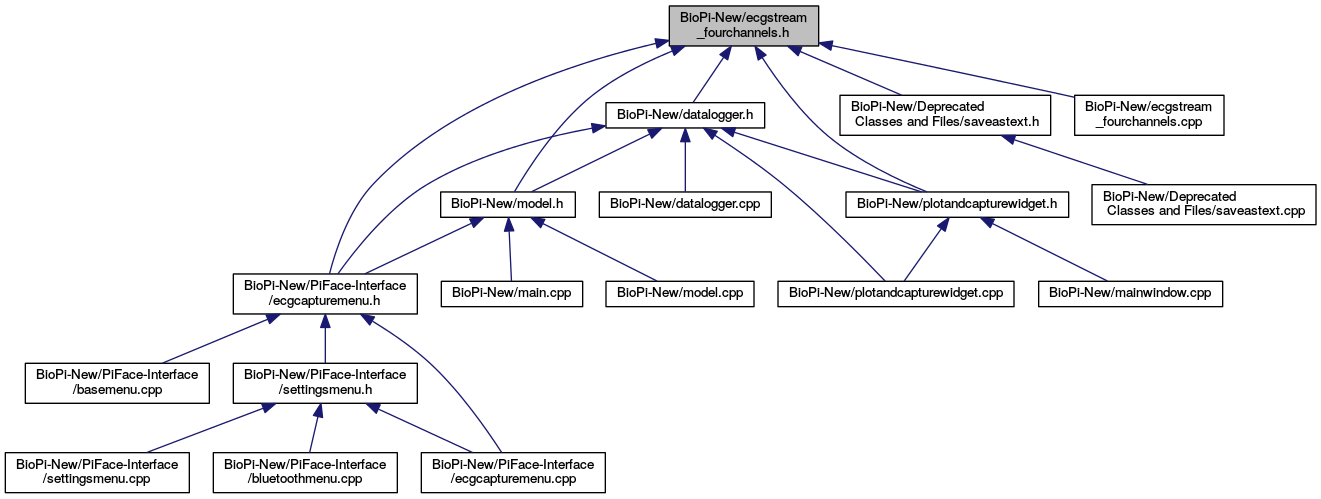 BioPi-New/ecgstream
_fourchannels.h
BioPi-New/datalogger.h
BioPi-New/Deprecated
Classes and Files/saveastext.h
BioPi-New/ecgstream
_fourchannels.cpp
BioPi-New/model.h
BioPi-New/datalogger.cpp
BioPi-New/plotandcapturewidget.h
BioPi-New/Deprecated
Classes and Files/saveastext.cpp
BioPi-New/PiFace-Interface
/ecgcapturemenu.h
BioPi-New/main.cpp
BioPi-New/model.cpp
BioPi-New/plotandcapturewidget.cpp
BioPi-New/mainwindow.cpp
BioPi-New/PiFace-Interface
/basemenu.cpp
BioPi-New/PiFace-Interface
/settingsmenu.h
BioPi-New/PiFace-Interface
/settingsmenu.cpp
BioPi-New/PiFace-Interface
/bluetoothmenu.cpp
BioPi-New/PiFace-Interface
/ecgcapturemenu.cpp